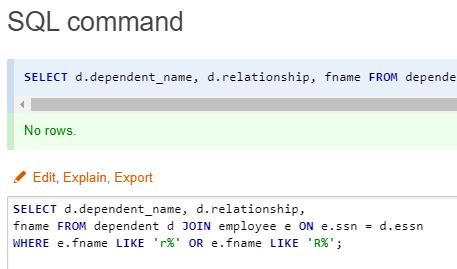 SQL command
SELECT d.dependent_name, d.relationship, fname FROM depende
No rows.
Edit, Explain, Export
SELECT d.dependent_name, d.relationship,
fname FROM dependent d JOIN employee e ON e.ssn = d.essn
WHERE e.fname LIKE 'r%' OR e.fname LIKE 'R%';